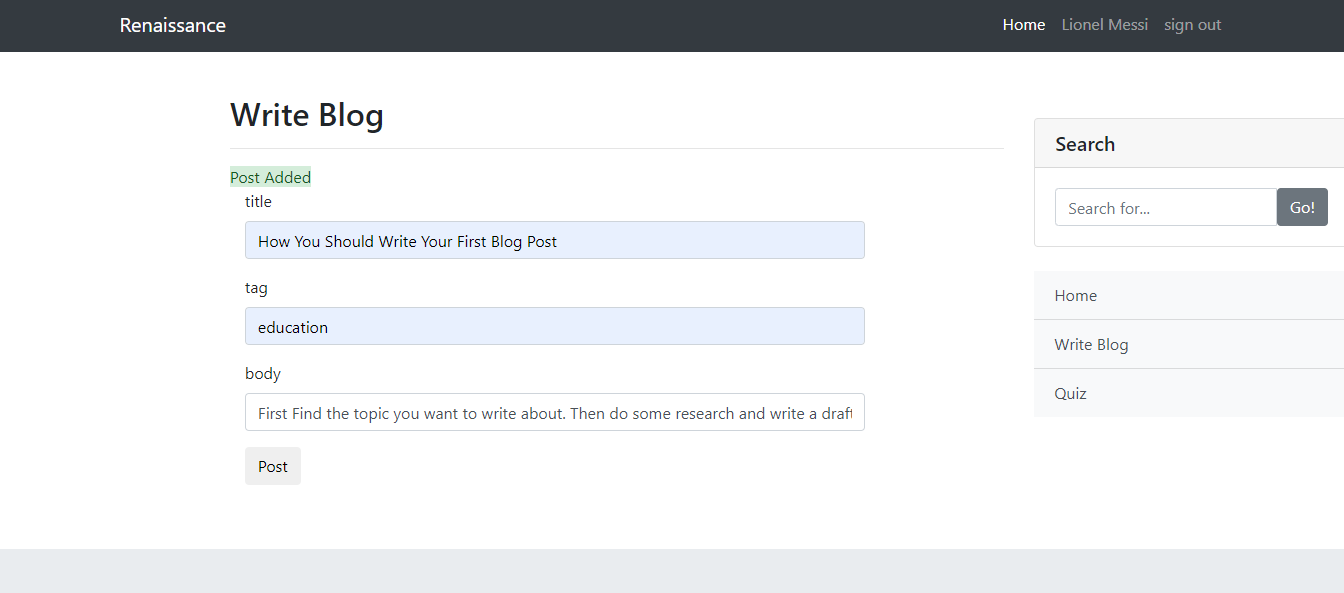 Renaissance
Home Lionel Messi sign out
Write Blog
Post Added
title
How You Should Write Your First Blog Post
tag
education
body
First Find the topic you want to write about. Then do some research and write a draft
Post
Search
Search for... Go!
Home
Write Blog
Quiz